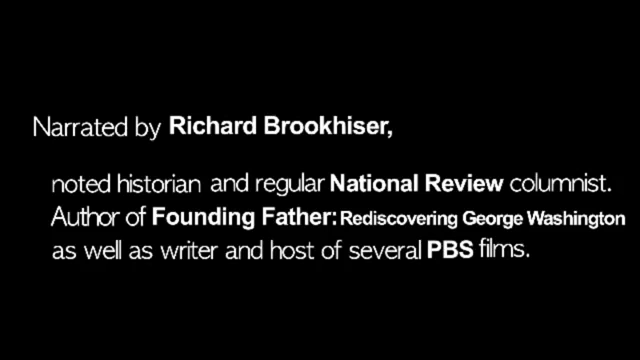 Narrated by Richard Brookhiser,
noted historian and regular National Review columnist.
Author of Founding Father: Rediscovering George Washington
as well as writer and host of several PBS films.